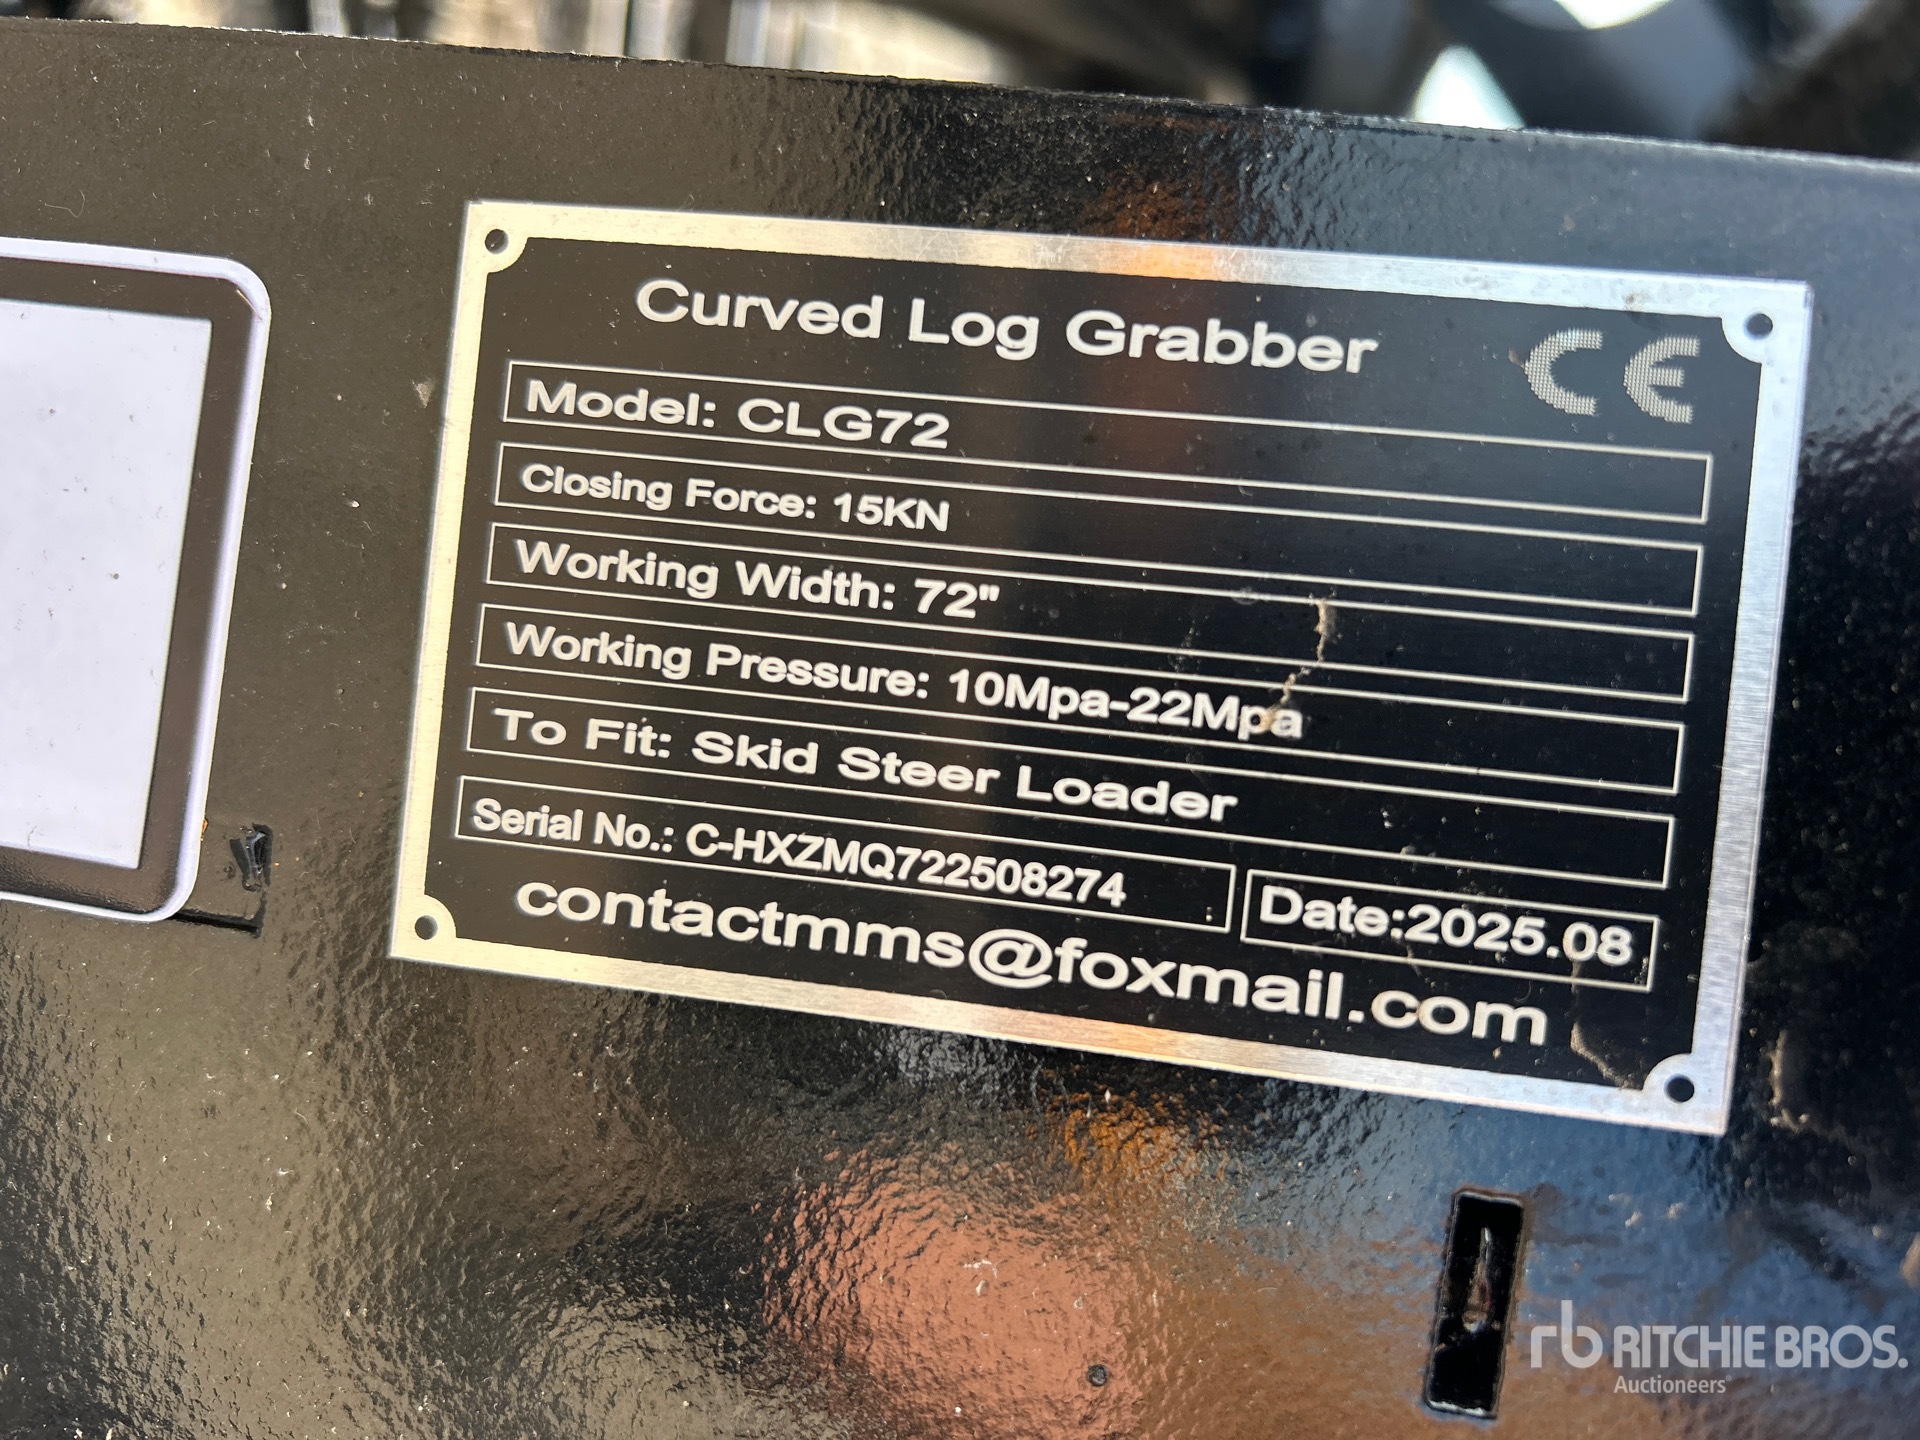 Curved Log Grabber
CE
Model: CLG72
Closing Force: 15KN
Working Width: 72"
Working Pressure: 10Mpa-22Mpa
To Fit: Skid Steer Loader
Serial No.: C-HXZMQ722508274
Date:2025.08
contactmms@foxmail.com
rb RITCHIE BROS.
Auctioneers